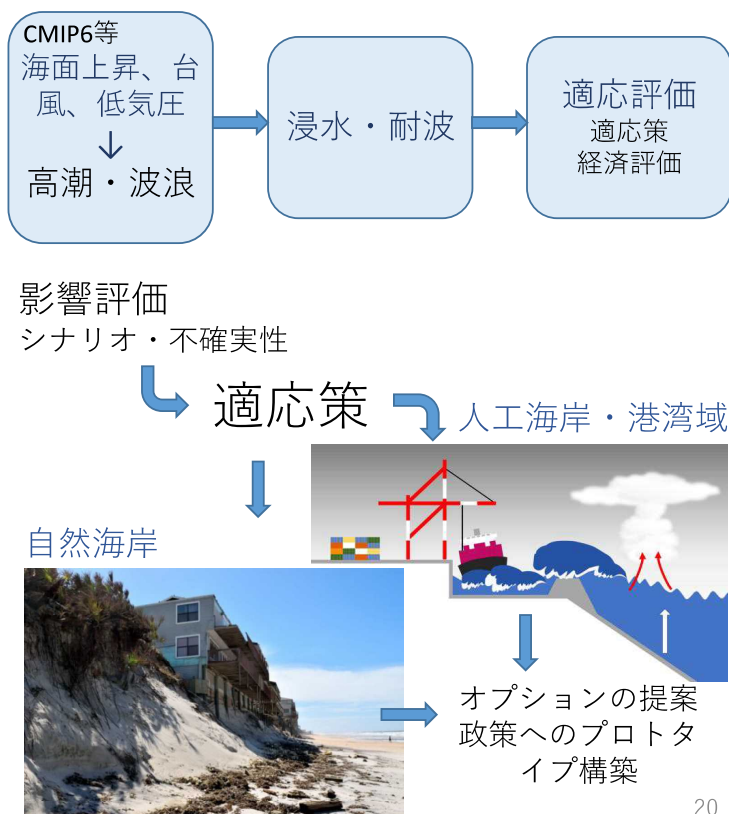 CMIP6等
海面上昇、台
風、低気圧
↓
高潮・波浪
浸水・耐波
適応評価
適応策
経済評価
影響評価
シナリオ・不確実性
適応策
人工海岸・港湾域
自然海岸
オプションの提案
政策へのプロトタ
イプ構築
20